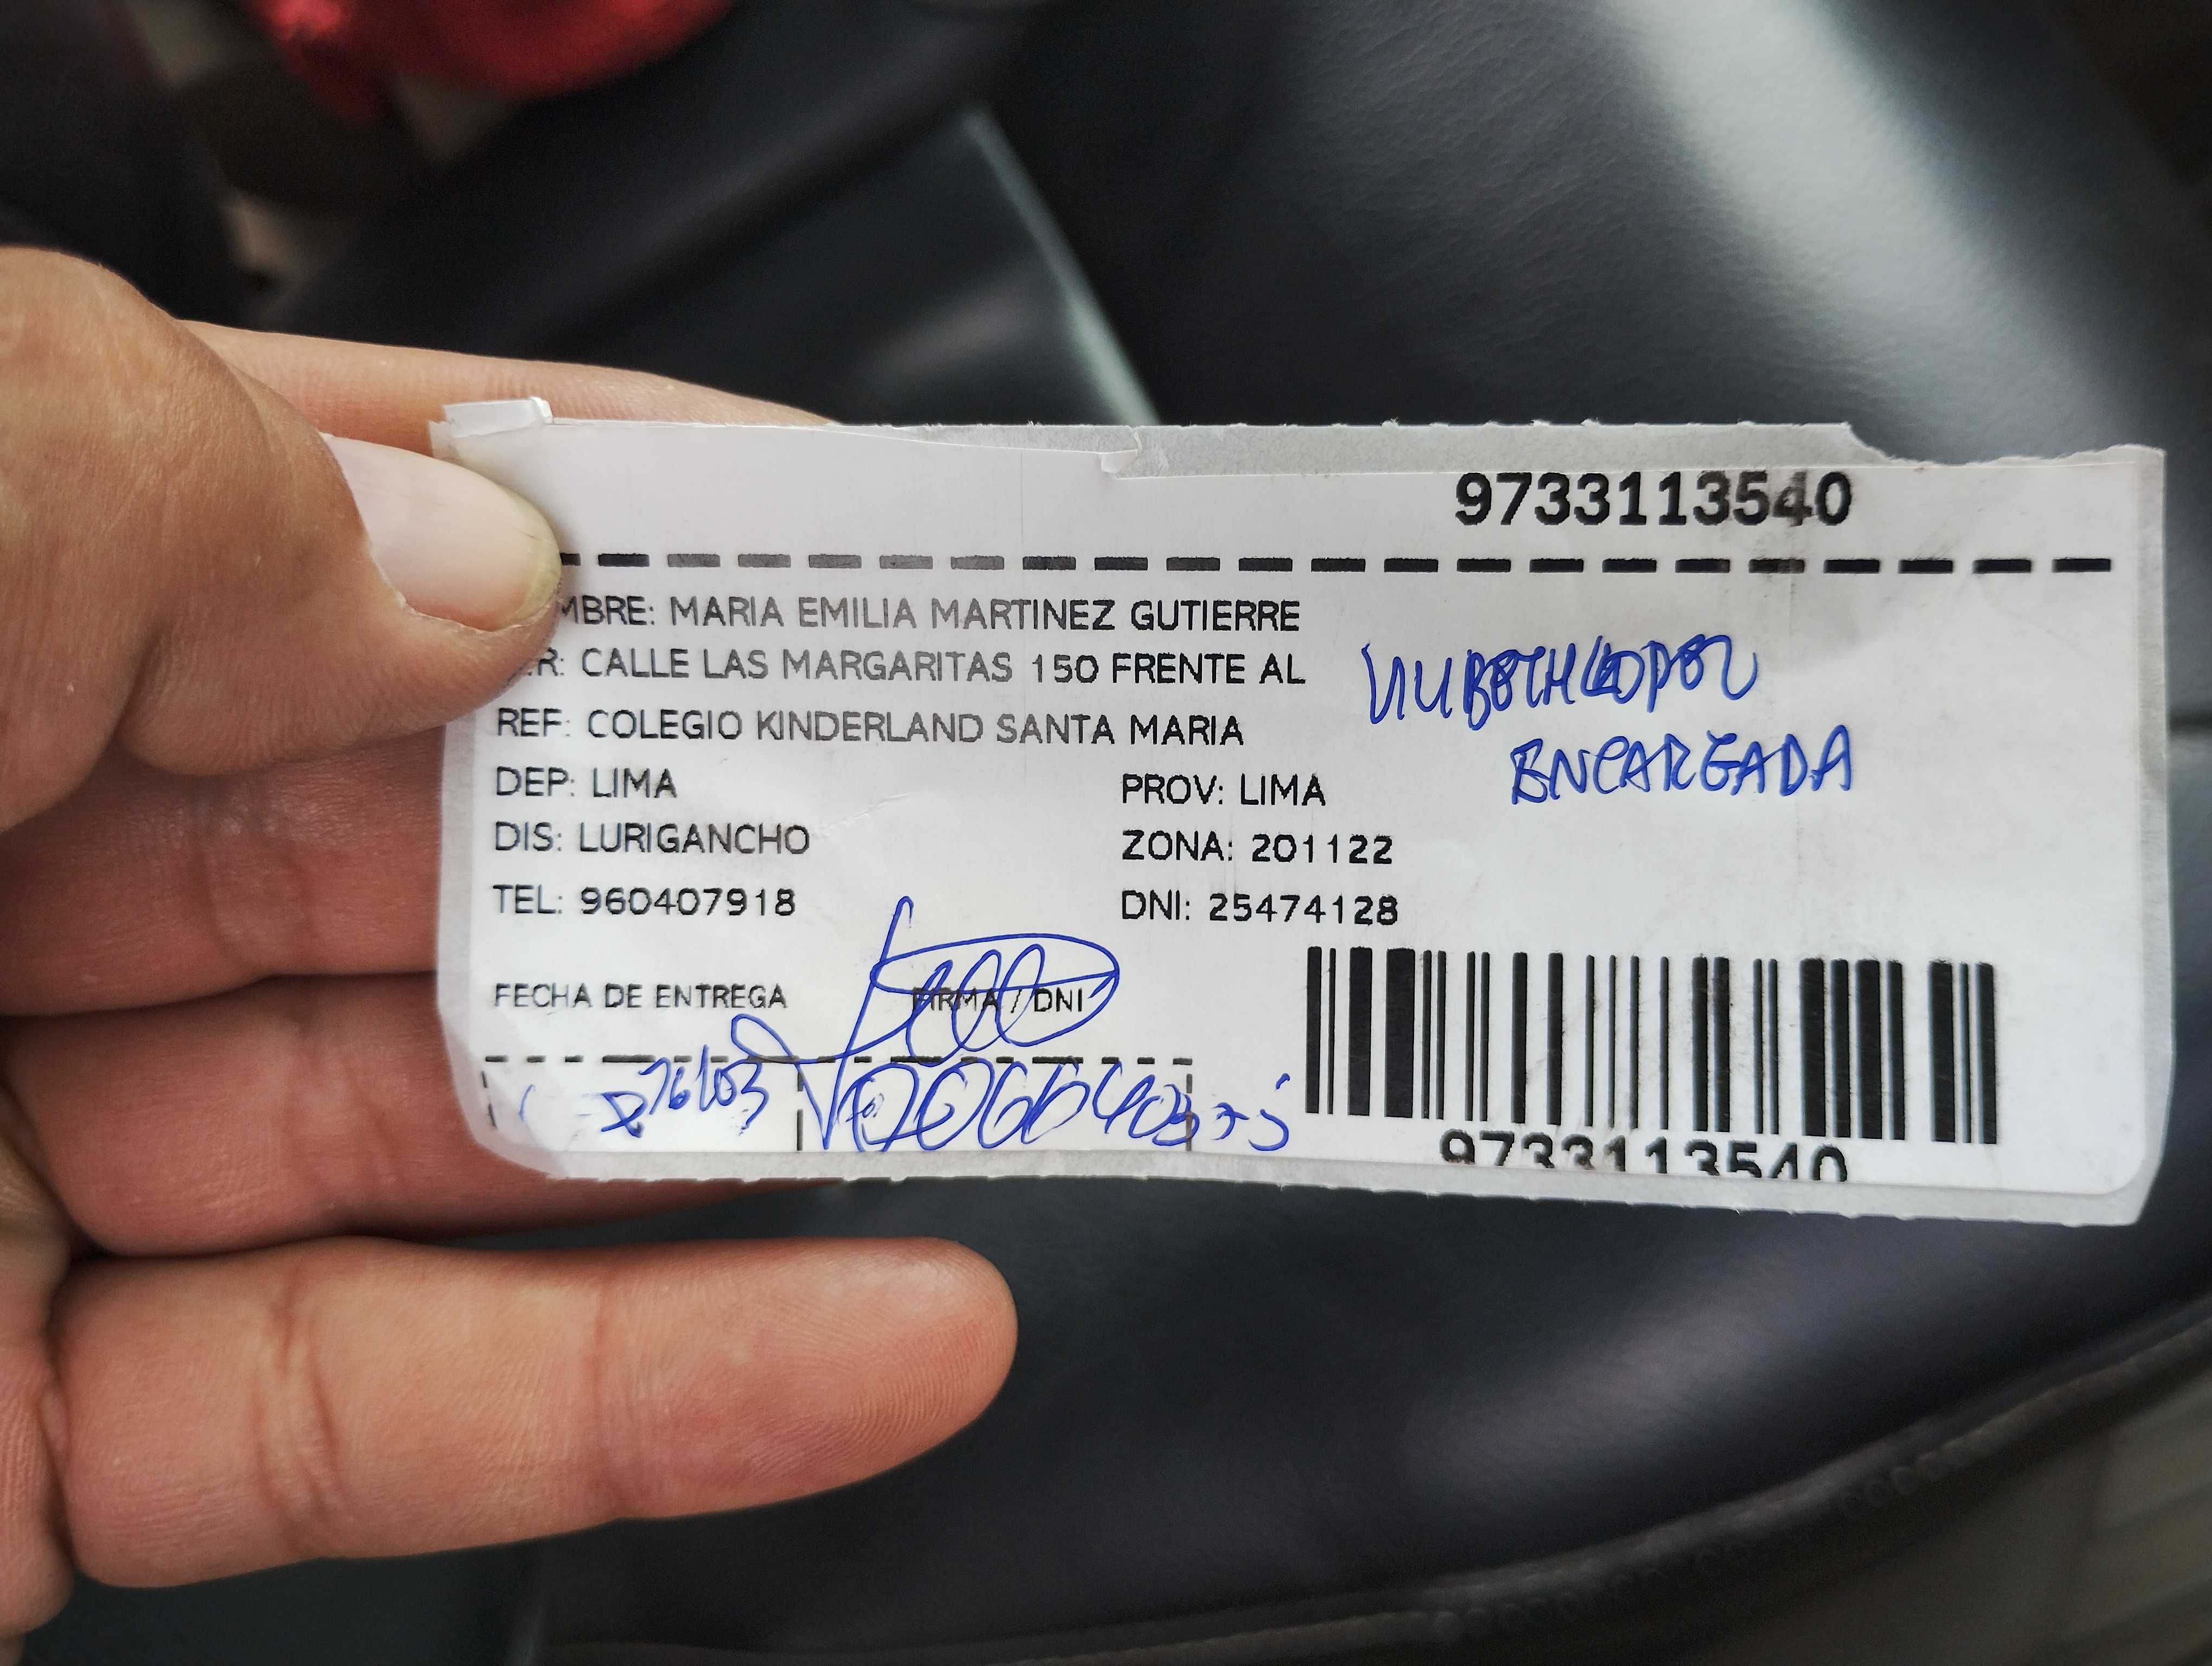 9733113540
MBRE: MARIA EMILIA MARTINEZ GUTIERRE
R: CALLE LAS MARGARITAS 150 FRENTE AL
REF: COLEGIO KINDERLAND SANTA MARIA
ENCARGADA
DEP: LIMA PROV: LIMA
DIS: LURIGANCHO ZONA: 201122
TEL: 960407918 DNI: 25474128
FECHA DE ENTREGA FIRMA / DNI
9733113540